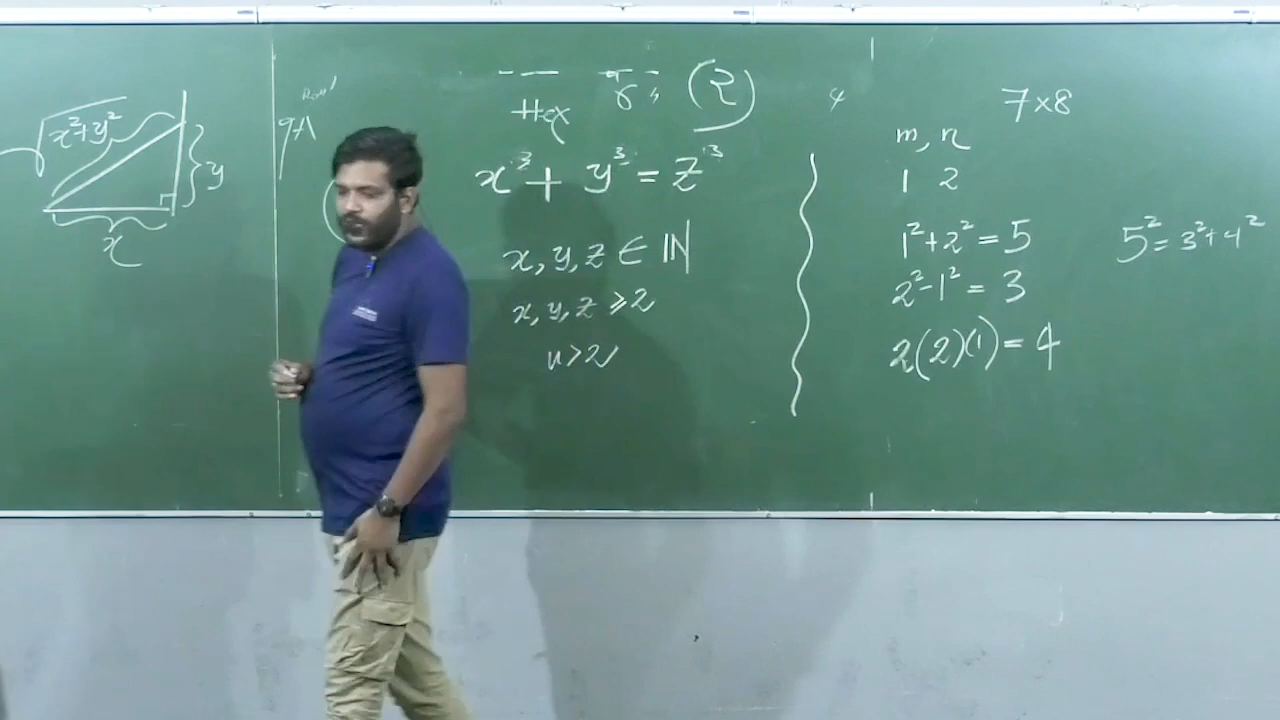 √x²+y²
y
x
x³ + y³ = z³
x, y, z ∈ ℕ
x, y, z ⩾ 2
n > 2
4
7×8
m, n
1 2
1² + 2² = 5
2² - 1² = 3
2(2)(1) = 4
5² = 3² + 4²